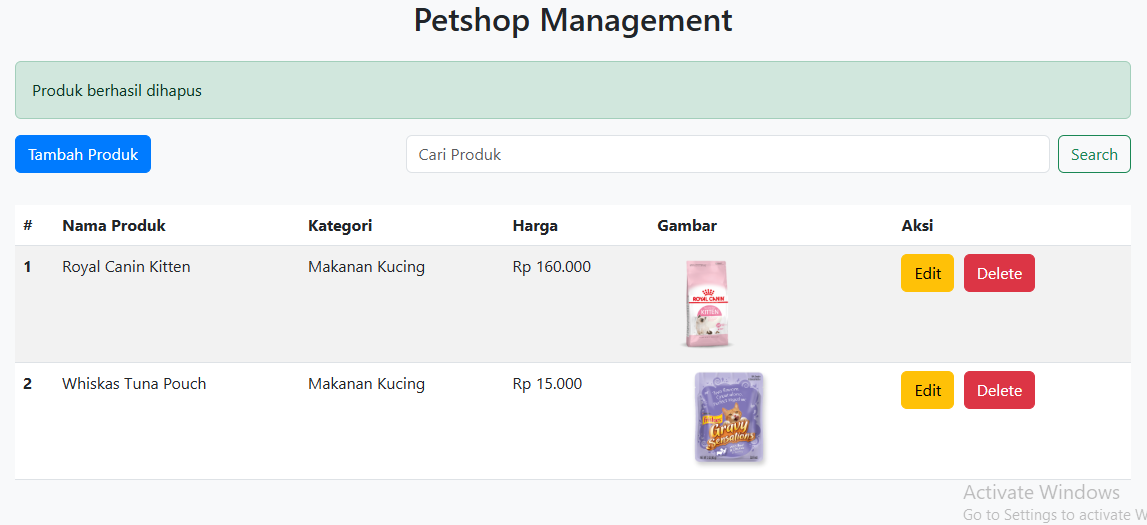 Petshop Management
Produk berhasil dihapus
Tambah Produk
Cari Produk
Search
# Nama Produk Kategori Harga Gambar Aksi
1 Royal Canin Kitten Makanan Kucing Rp 160.000 Edit Delete
ROYAL CANIN
KITTEN
2 Whiskas Tuna Pouch Makanan Kucing Rp 15.000 Edit Delete
Gravy
Sensations
Activate Windows
Go to Settings to activate W